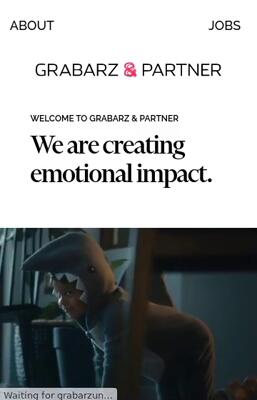 ABOUT
JOBS
GRABARZ & PARTNER
WELCOME TO GRABARZ & PARTNER
We are creating
emotional impact.
Waiting for grabarzun...